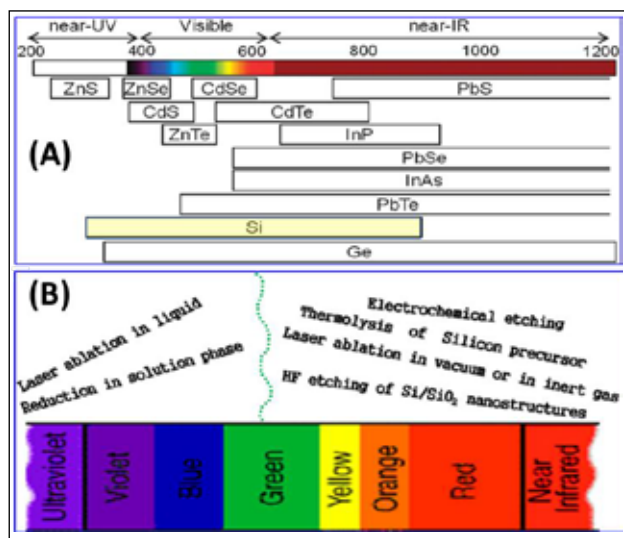 near-UV Visible near-IR
200 400 600 800 1000 1200
ZnS ZnSe CdSe PbS
CdS CdTe
ZnTe InP
(A) PbSe
InAs
PbTe
Si
Ge
(B)
Laser ablation in liquid
Reduction in solution phase
Electrochemical etching
Thermolysis of Silicon precursor
Laser ablation in vacuum or in inert gas
HF etching of Si/SiO₂ nanostructures
Ultraviolet Violet Blue Green Yellow Orange Red Near Infrared